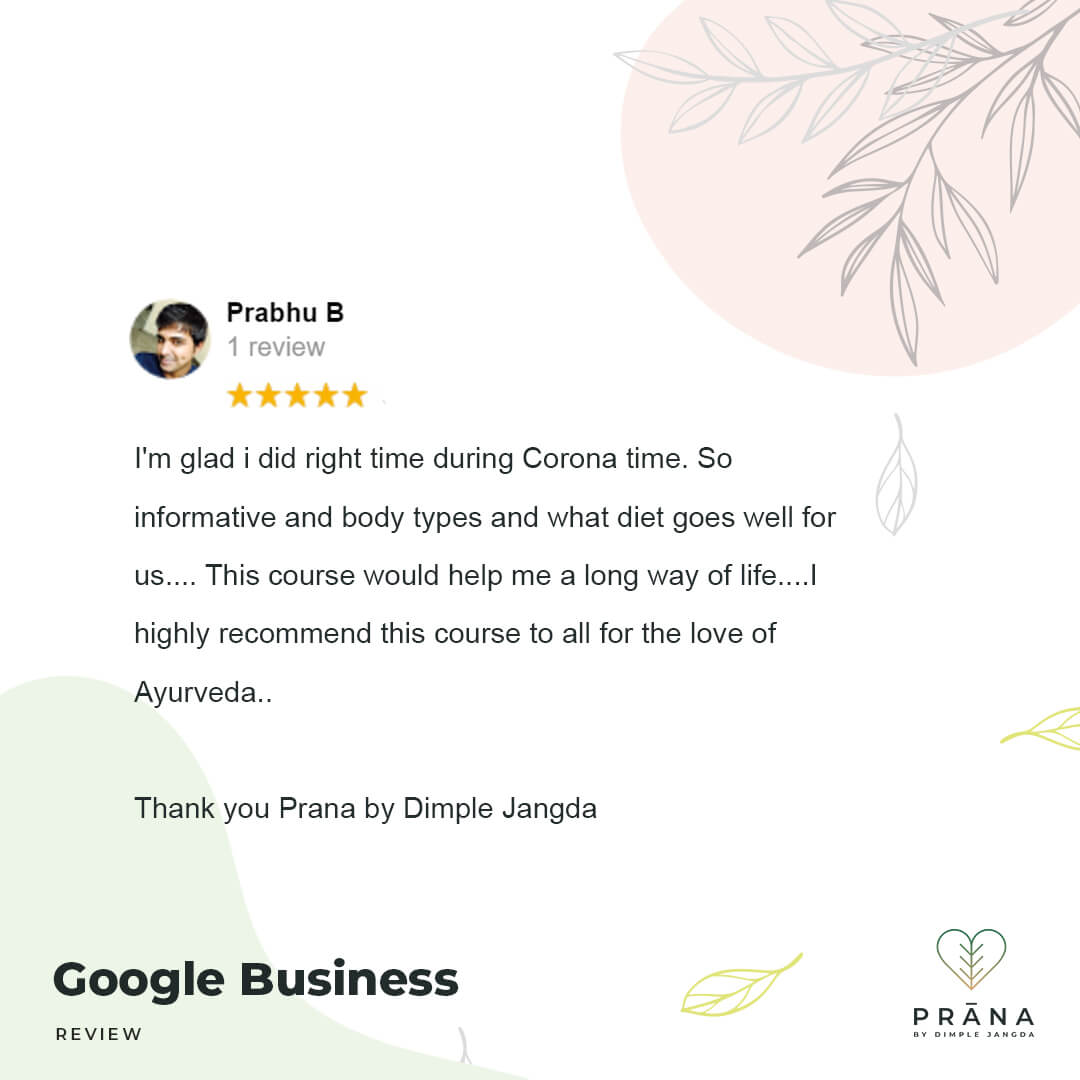 Prabhu B
1 review
I'm glad i did right time during Corona time. So
informative and body types and what diet goes well for
us.... This course would help me a long way of life....I
highly recommend this course to all for the love of
Ayurveda..
Thank you Prana by Dimple Jangda
Google Business
REVIEW
PRĀNA
BY DIMPLE JANGDA